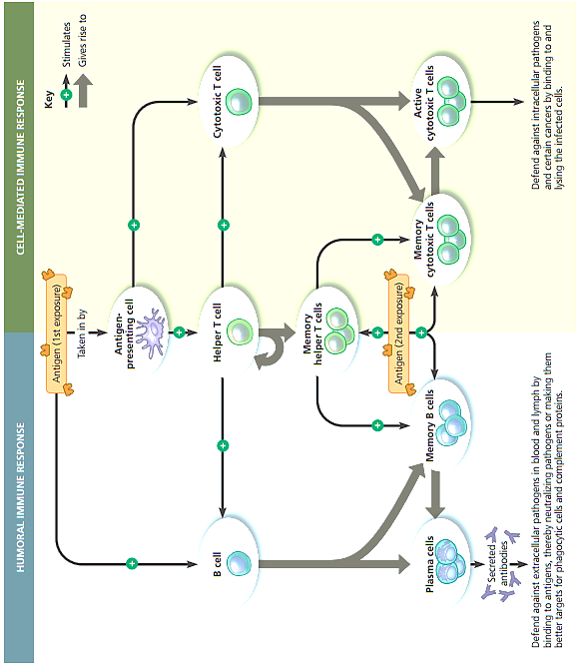 HUMORAL IMMUNE RESPONSE
CELL-MEDIATED IMMUNE RESPONSE
Key
Stimulates
Gives rise to
Antigen (1st exposure)
Taken in by
Antigen-
presenting cell
B cell
Helper T cell
Cytotoxic T cell
Memory
helper T cells
Antigen (2nd exposure)
Plasma cells
Memory B cells
Memory
cytotoxic T cells
Active
cytotoxic T cells
Secreted
antibodies
Defend against extracellular pathogens in blood and lymph by
binding to antigens, thereby neutralizing pathogens or making them
better targets for phagocytic cells and complement proteins.
Defend against intracellular pathogens
and certain cancers by binding to and
lysing the infected cells.